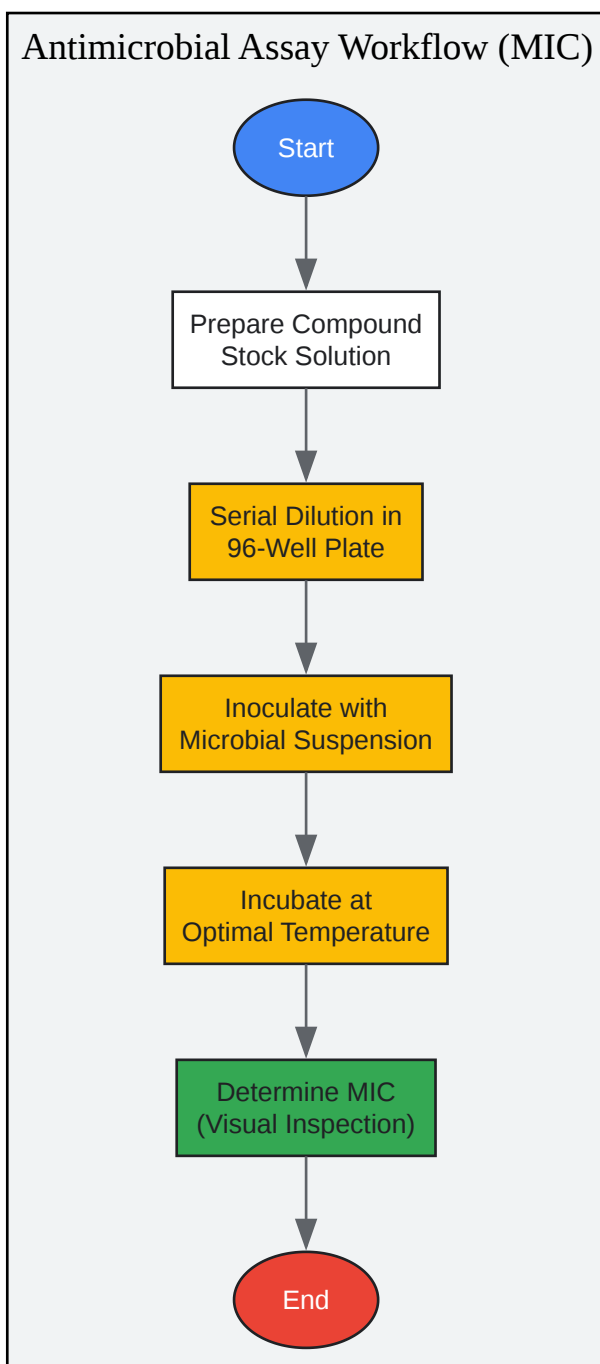 Antimicrobial Assay Workflow (MIC)
Start
Prepare Compound
Stock Solution
Serial Dilution in
96-Well Plate
Inoculate with
Microbial Suspension
Incubate at
Optimal Temperature
Determine MIC
(Visual Inspection)
End